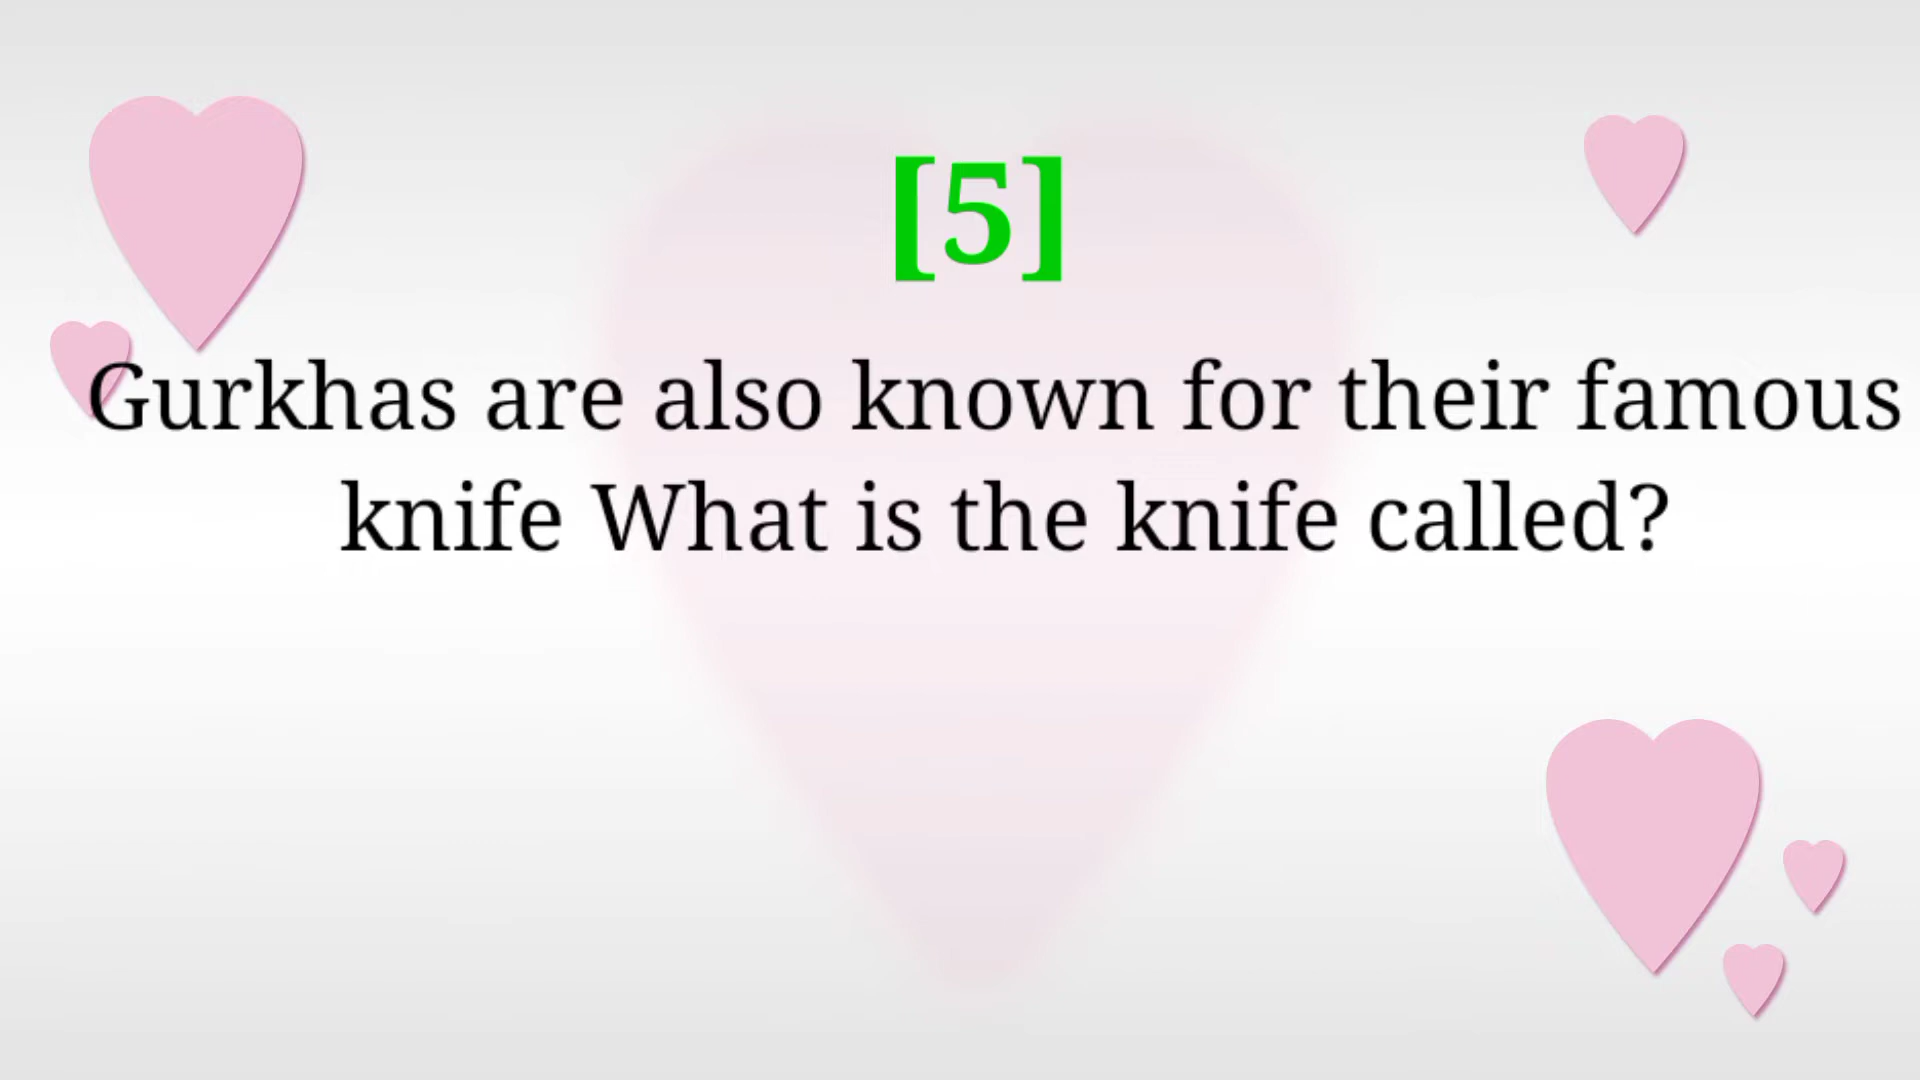 [5]
Gurkhas are also known for their famous
knife What is the knife called?